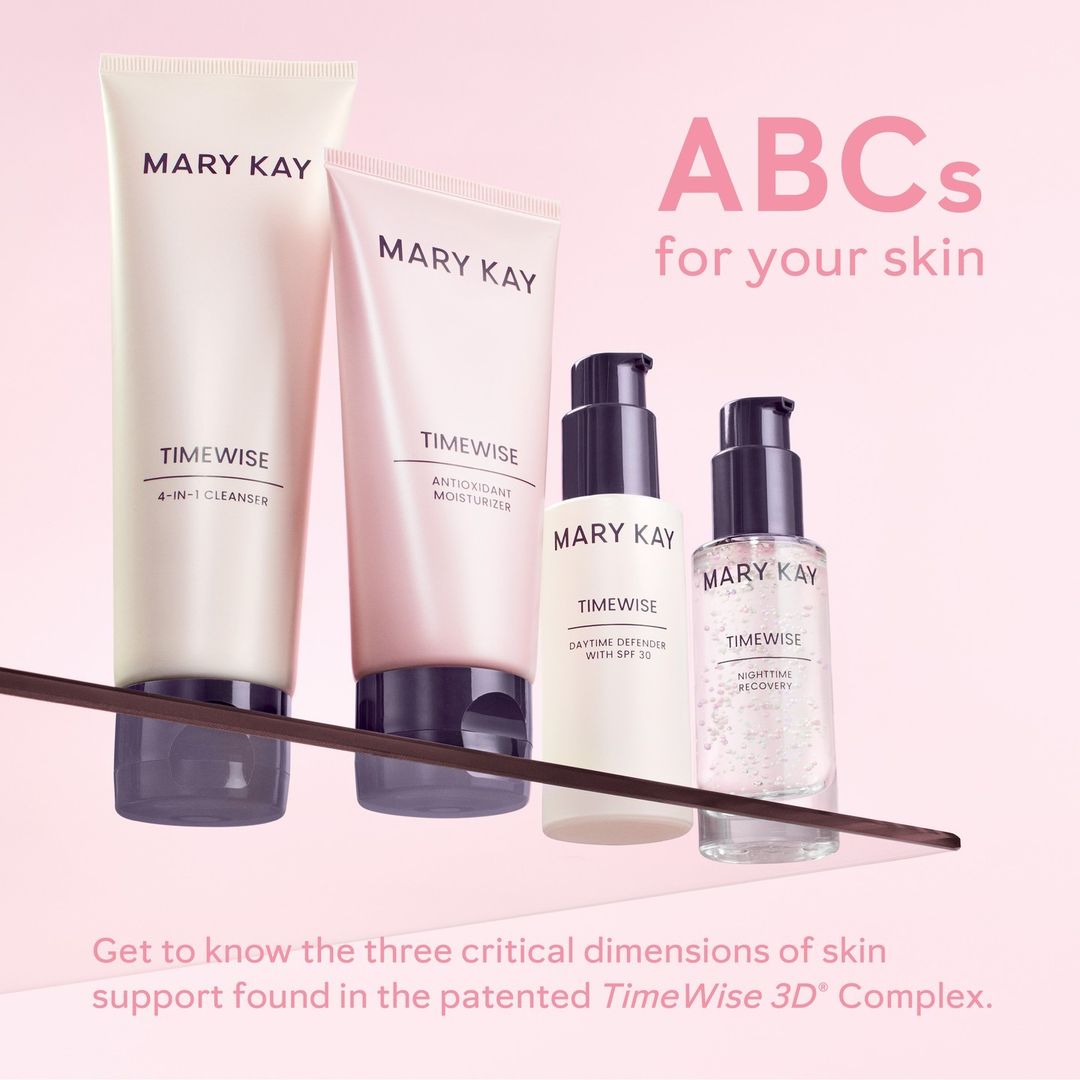 ABCs
for your skin
MARY KAY
TIMEWISE
4-IN-1 CLEANSER
MARY KAY
TIMEWISE
ANTIOXIDANT
MOISTURIZER
MARY KAY
TIMEWISE
DAYTIME DEFENDER
WITH SPF 30
MARY KAY
TIMEWISE
NIGHTTIME
RECOVERY
Get to know the three critical dimensions of skin
support found in the patented TimeWise 3D® Complex.